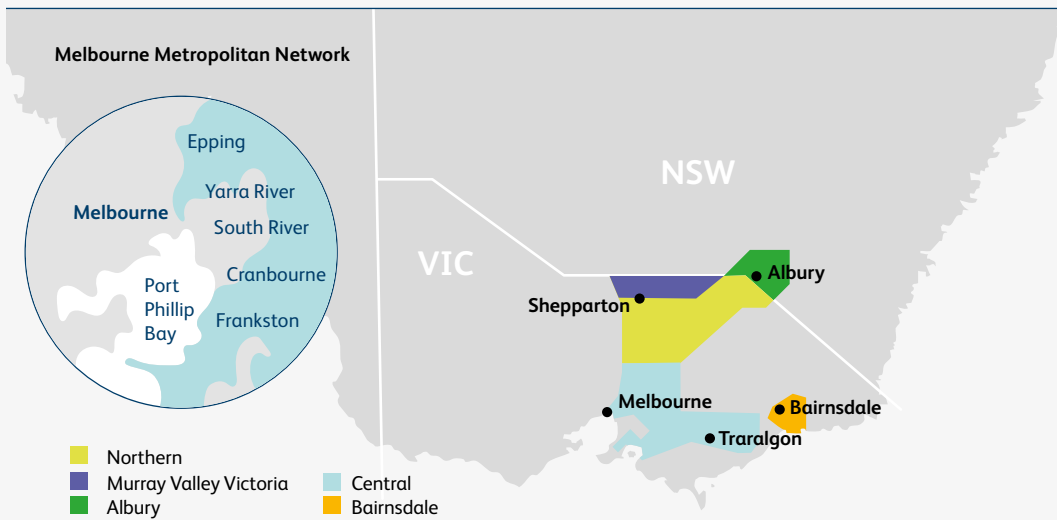 Melbourne Metropolitan Network
Epping
Yarra River
Melbourne
South River
Cranbourne
Port
Phillip
Bay
Frankston
NSW
VIC
Albury
Shepparton
Melbourne
Bairnsdale
Traralgon
Northern
Murray Valley Victoria
Albury
Central
Bairnsdale